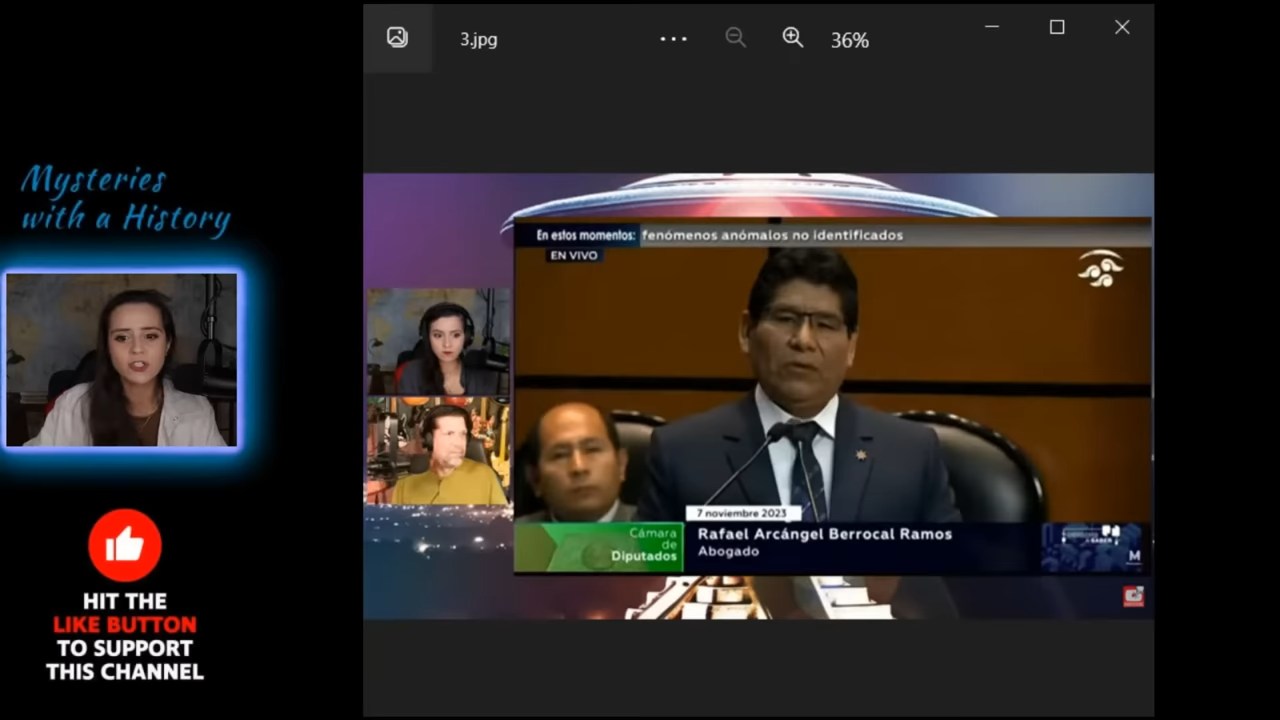 3.jpg
36%
Mysteries
with a History
En estos momentos: fenómenos anómalos no identificados
EN VIVO
7 noviembre 2023
Cámara
de
Diputados
Rafael Arcángel Berrocal Ramos
Abogado
M
HIT THE
LIKE BUTTON
TO SUPPORT
THIS CHANNEL